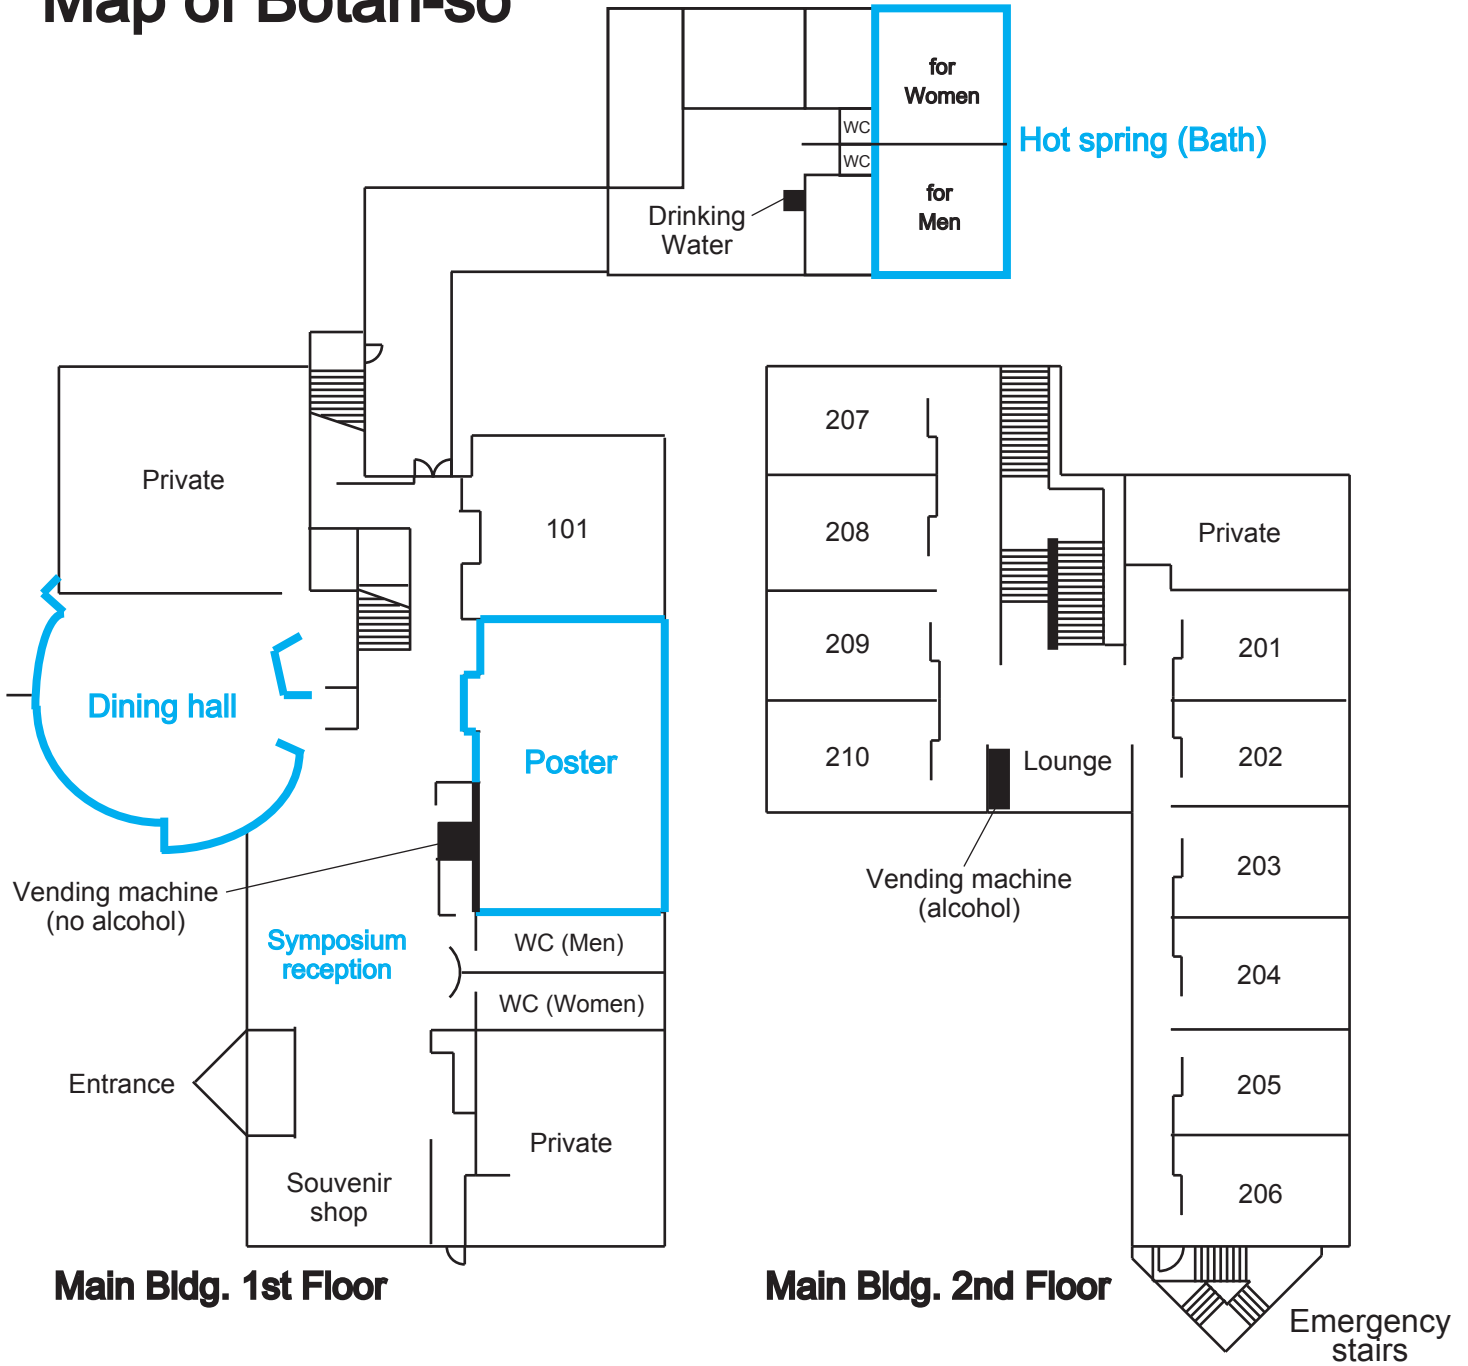 Map of Botan-so
for
Women
Hot spring (Bath)
WC
WC
for
Men
Drinking
Water
Private
101
Dining hall
Poster
Vending machine
(no alcohol)
Symposium
reception
WC (Men)
WC (Women)
Entrance
Private
Souvenir
shop
Main Bldg. 1st Floor
207
208
Private
209
201
210
Lounge
202
Vending machine
(alcohol)
203
204
205
206
Main Bldg. 2nd Floor
Emergency
stairs